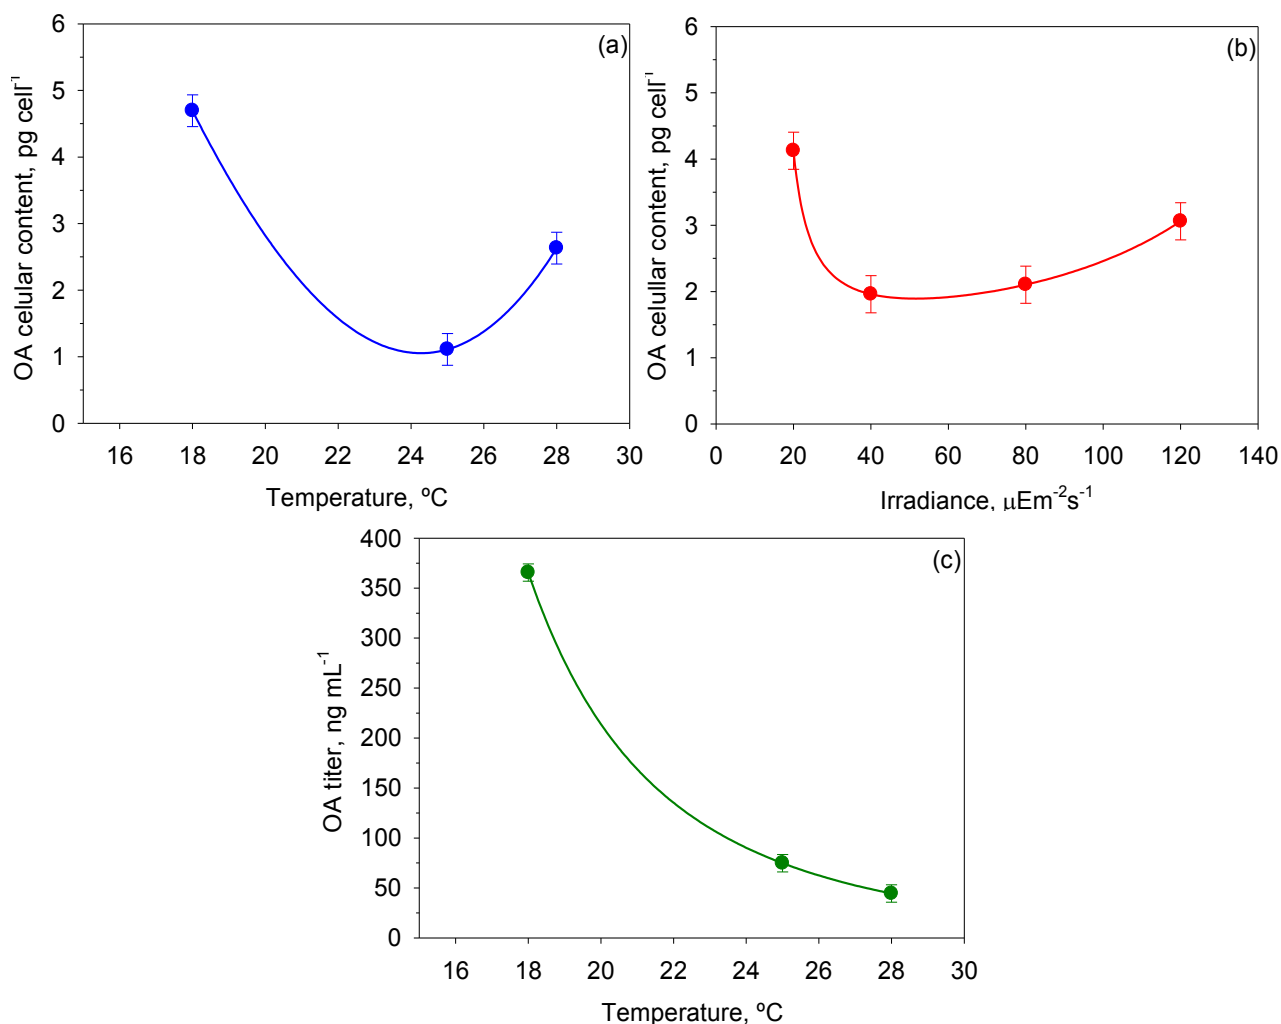 (a)
6
5
4
3
2
1
0
OA celular content, pg cell⁻¹
16 18 20 22 24 26 28 30
Temperature, ºC
(b)
6
5
4
3
2
1
0
OA celullar content, pg cell⁻¹
0 20 40 60 80 100 120 140
Irradiance, μEm⁻²s⁻¹
(c)
400
350
300
250
200
150
100
50
0
OA titer, ng mL⁻¹
16 18 20 22 24 26 28 30
Temperature, ºC